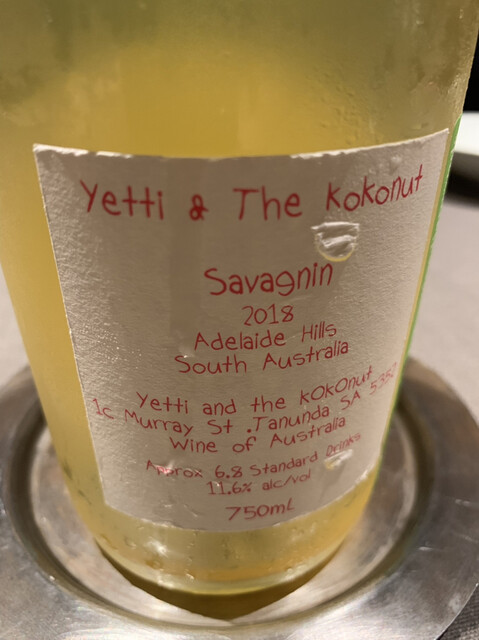 Yetti & The Kokonut
Savagnin
2018
Adelaide Hills
South Australia
Yetti and the kOkOnut
1c Murray St .Tanunda SA 5352
Wine of Australia
Approx 6.8 Standard Drinks
11.6% alc/vol
750mL